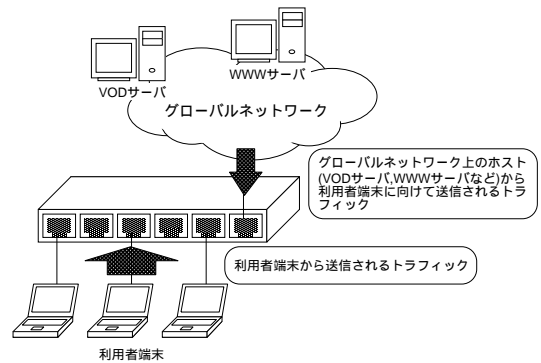 WWWサーバ
VODサーバ
グローバルネットワーク
グローバルネットワーク上のホスト
(VODサーバ,WWWサーバなど)から
利用者端末に向けて送信されるトラ
フィック
利用者端末から送信されるトラフィック
利用者端末